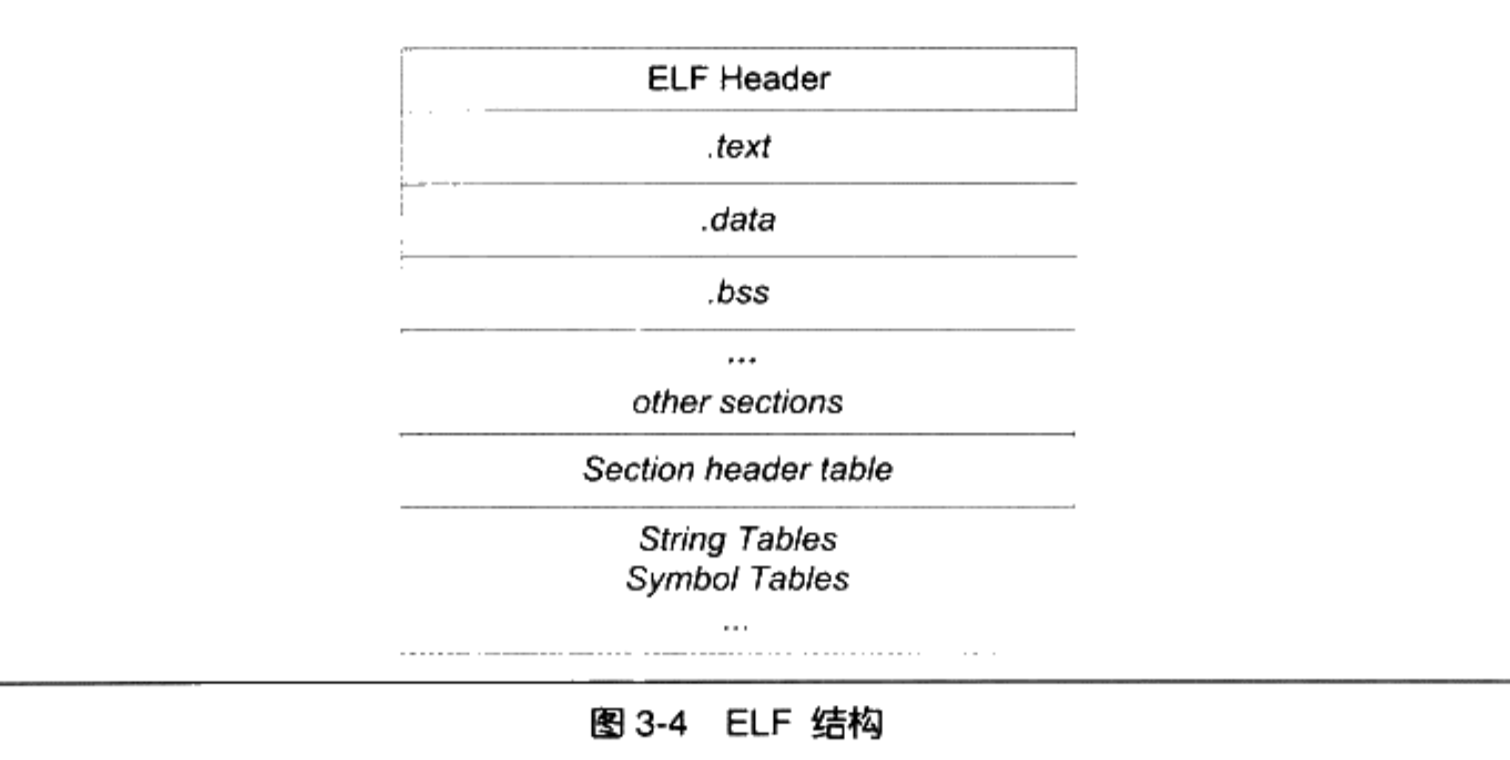 ELF Header
.text
.data
.bss
...
other sections
Section header table
String Tables
Symbol Tables
...
图 3-4 ELF 结构